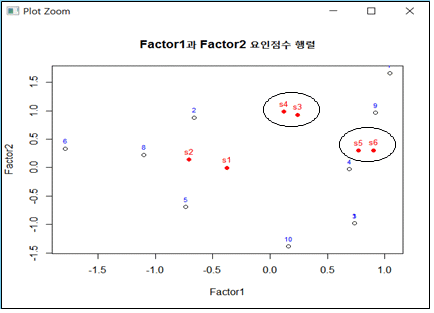 Plot Zoom
Factor1과 Factor2 요인점수 행렬
Factor2
1.5
1.0
0.5
0.0
-0.5
-1.0
-1.5
s4 s3
2
9
s5 s6
6
8
s2
s1
4
5
10
-1.5 -1.0 -0.5 0.0 0.5 1.0
Factor1